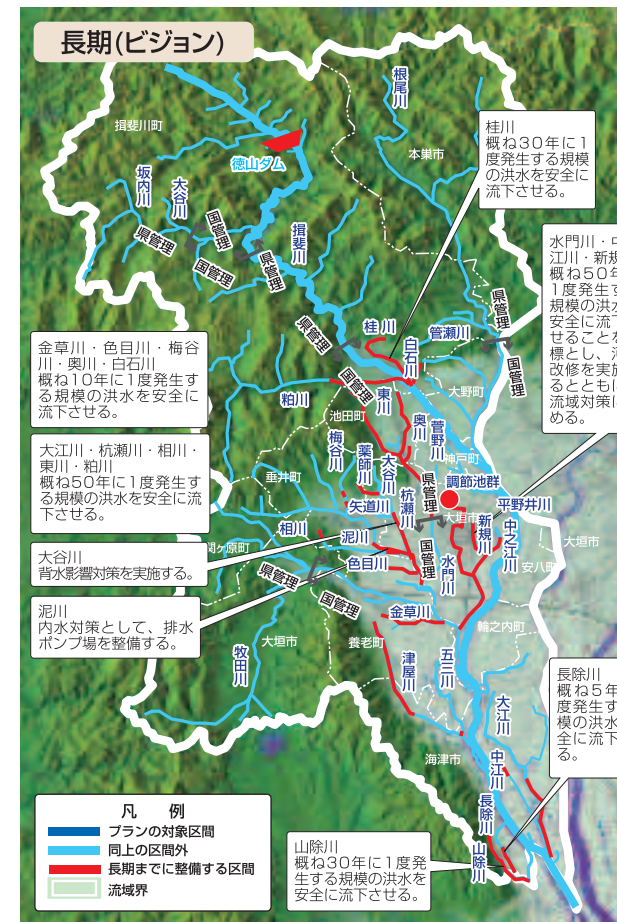 長期(ビジョン)
根尾川
揖斐川町
本巣市
徳山ダム
坂内川
大谷川
国管理
県管理
国管理
県管理
揖斐川
桂川
概ね30年に1
度発生する規模
の洪水を安全に
流下させる。
水門川・中
江川・新規
概ね50年
1度発生す
規模の洪水
安全に流下
せることを
標とし、河
改修を実施
るとともに
流域対策に
める。
県管理
国管理
県管理
国管理
桂川
白石川
管瀬川
大野町
金草川・色目川・梅谷
川・奥川・白石川
概ね10年に1度発生す
る規模の洪水を安全に
流下させる。
粕川
東川
池田町
奥川
菅野川
神戸町
梅谷川
薬師川
大谷川
調節池群
大江川・杭瀬川・相川・
東川・粕川
概ね50年に1度発生す
る規模の洪水を安全に流
下させる。
垂井町
矢道川
杭瀬川
県管理
国管理
大垣市
平野井川
新規川
中之江川
大垣市
相川
泥川
関ヶ原町
色目川
水門川
安八町
大谷川
背水影響対策を実施する。
県管理
国管理
泥川
内水対策として、排水
ポンプ場を整備する。
金草川
輪之内町
大垣市
養老町
牧田川
津屋川
五三川
大江川
長除川
概ね5年
度発生す
模の洪水
全に流下
る。
海津市
中江川
長除川
山除川
山除川
概ね30年に1度発
生する規模の洪水を
安全に流下させる。
凡 例
プランの対象区間
同上の区間外
長期までに整備する区間
流域界